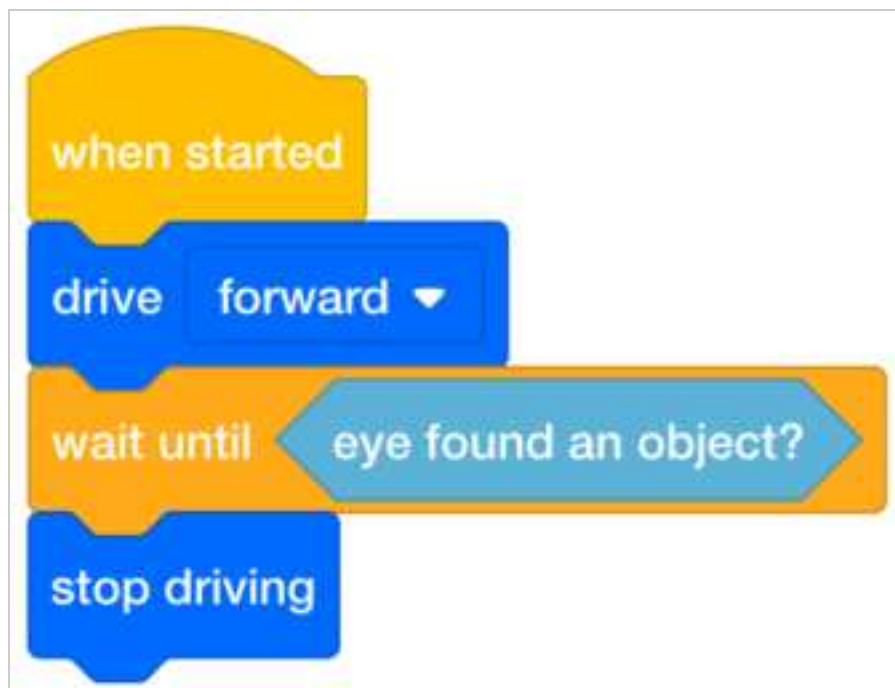 when started
drive forward
wait until eye found an object?
stop driving